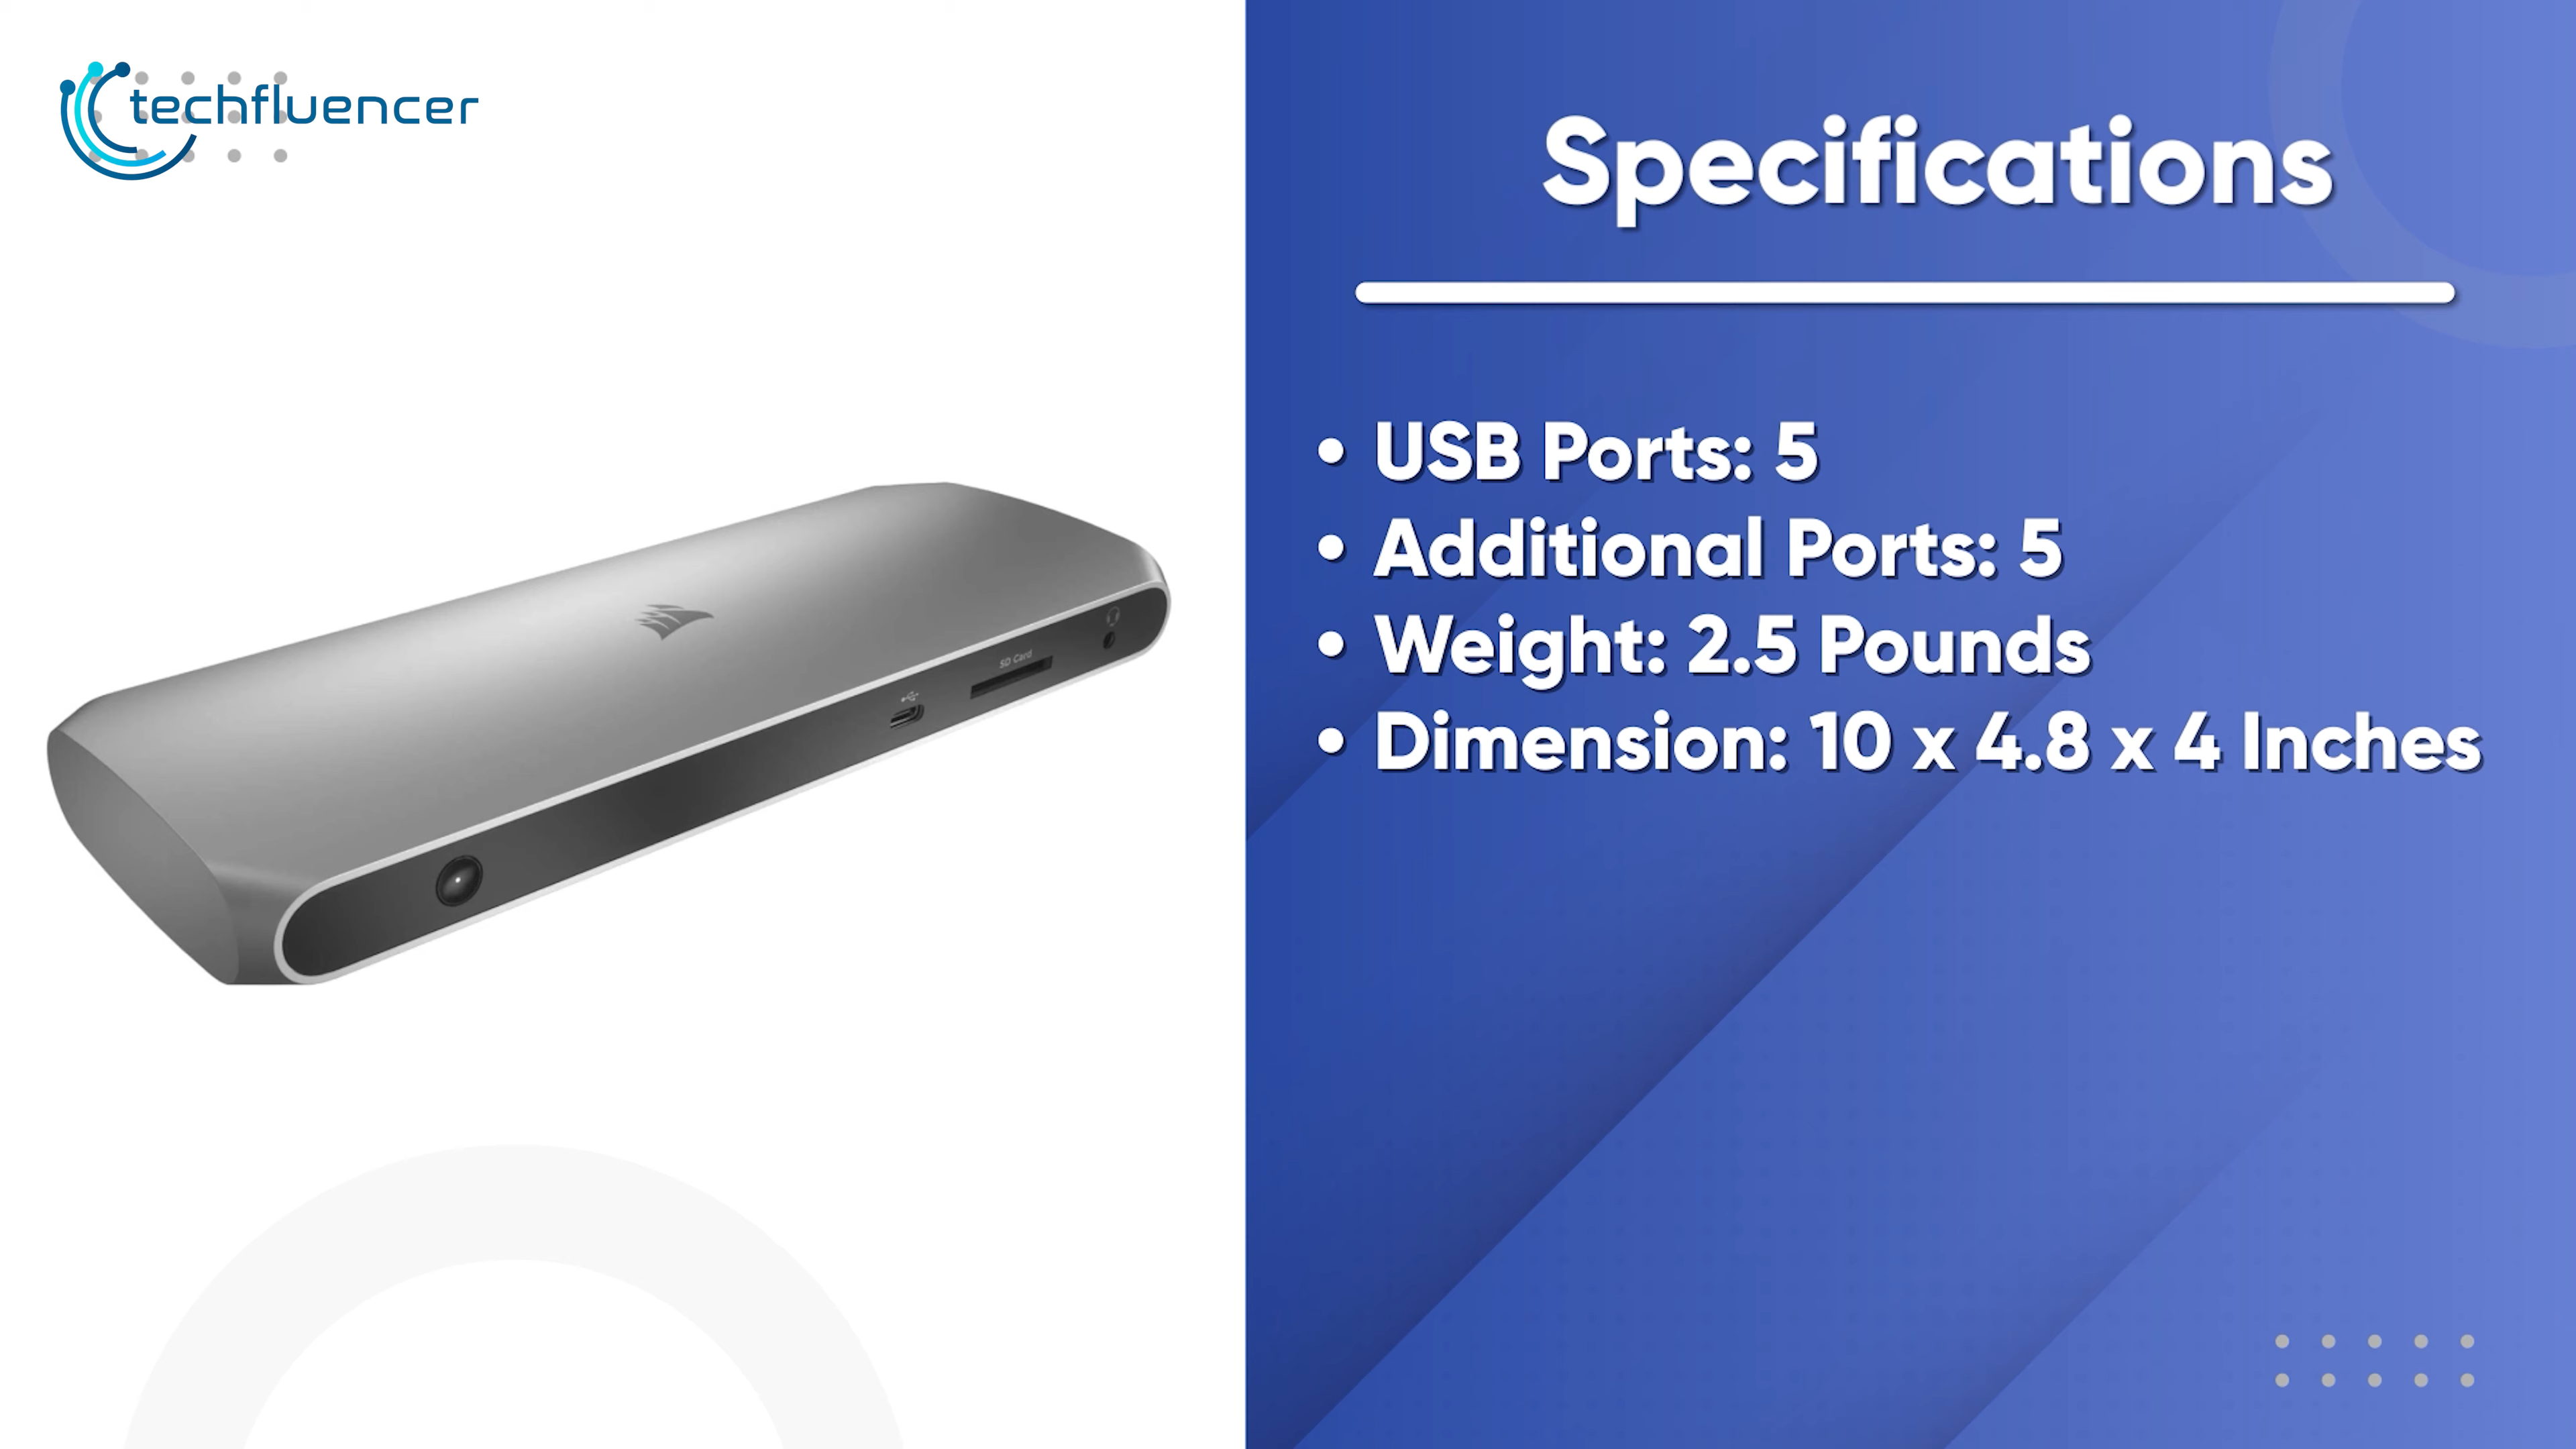 techfluencer
Specifications
• USB Ports: 5
• Additional Ports: 5
• Weight: 2.5 Pounds
• Dimension: 10 x 4.8 x 4 Inches
SD Card